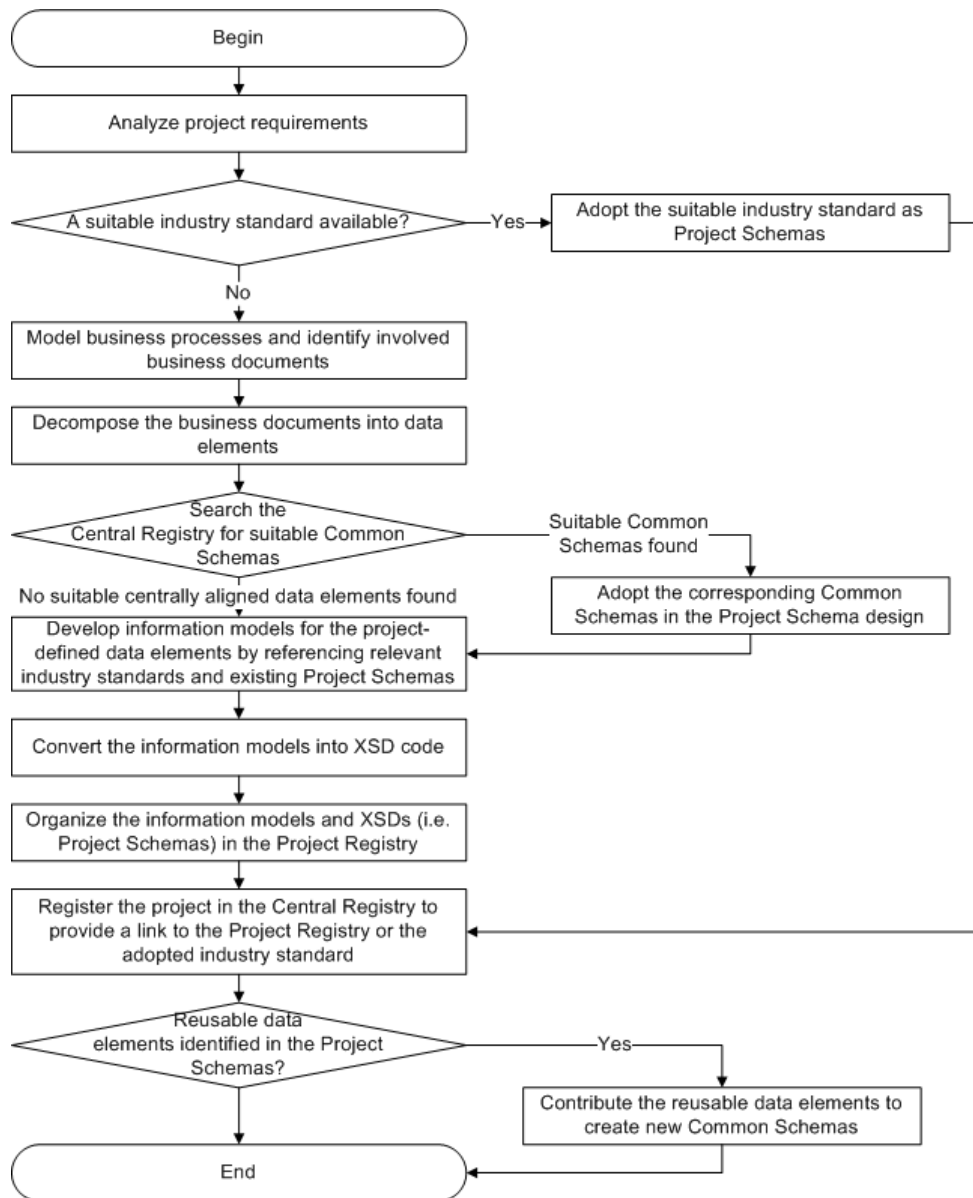 Begin
Analyze project requirements
A suitable industry standard available?
Yes
Adopt the suitable industry standard as
Project Schemas
No
Model business processes and identify involved
business documents
Decompose the business documents into data
elements
Search the
Central Registry for suitable Common
Schemas
Suitable Common
Schemas found
No suitable centrally aligned data elements found
Adopt the corresponding Common
Schemas in the Project Schema design
Develop information models for the project-
defined data elements by referencing relevant
industry standards and existing Project Schemas
Convert the information models into XSD code
Organize the information models and XSDs (i.e.
Project Schemas) in the Project Registry
Register the project in the Central Registry to
provide a link to the Project Registry or the
adopted industry standard
Reusable data
elements identified in the Project
Schemas?
Yes
Contribute the reusable data elements to
create new Common Schemas
End